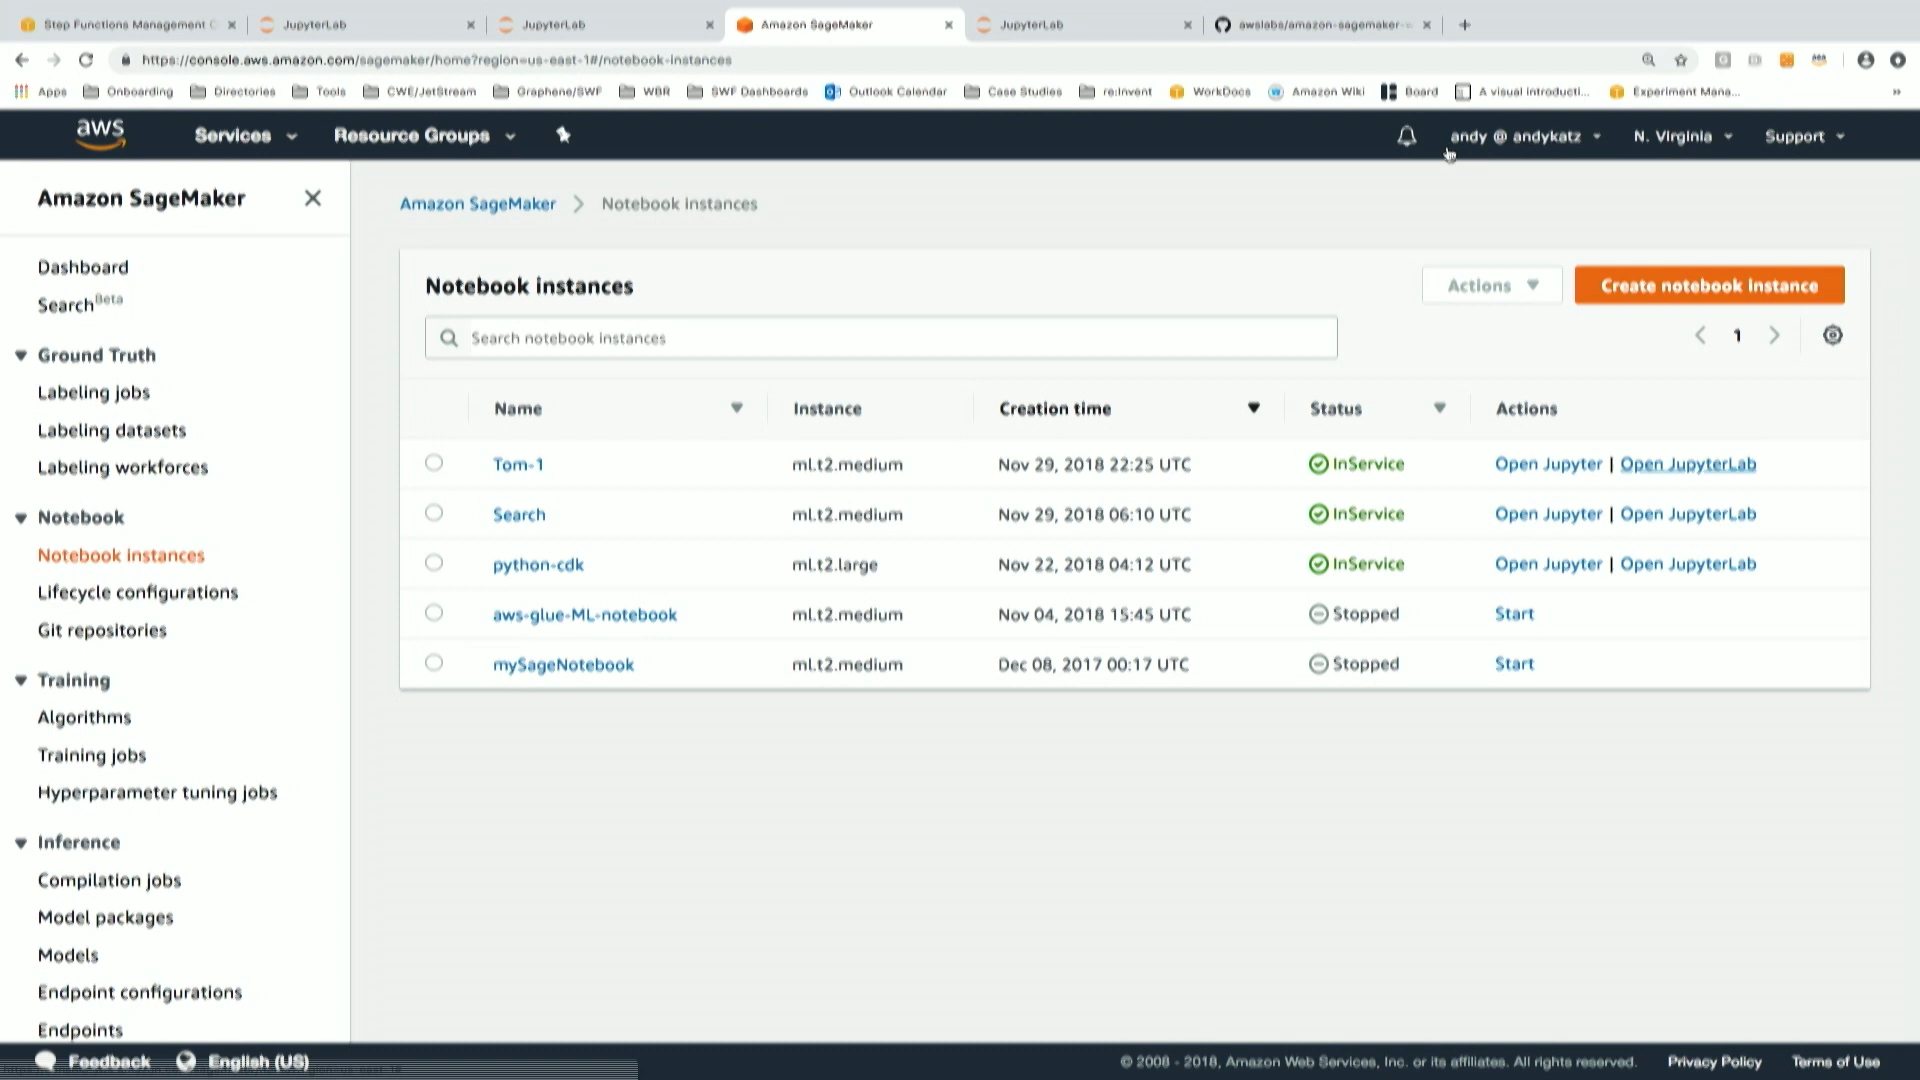 Step Functions Management C
JupyterLab
JupyterLab
Amazon SageMaker
JupyterLab
awslabs/amazon-sagemaker-
https://console.aws.amazon.com/sagemaker/home?region=us-east-1#/notebook-instances
Apps Onboarding Directories Tools CWE/JetStream Graphene/SWF WBR SWF Dashboards Outlook Calendar Case Studies re:Invent WorkDocs Amazon Wiki Board A visual introducti... Experiment Mana... »
aws Services Resource Groups andy @ andykatz N. Virginia Support
Amazon SageMaker
Dashboard
Search Beta
Ground Truth
Labeling jobs
Labeling datasets
Labeling workforces
Notebook
Notebook instances
Lifecycle configurations
Git repositories
Training
Algorithms
Training jobs
Hyperparameter tuning jobs
Inference
Compilation jobs
Model packages
Models
Endpoint configurations
Endpoints
Amazon SageMaker > Notebook instances
Notebook instances
Actions
Create notebook instance
Search notebook instances
1
Name Instance Creation time Status Actions
Tom-1 ml.t2.medium Nov 29, 2018 22:25 UTC InService Open Jupyter | Open JupyterLab
Search ml.t2.medium Nov 29, 2018 06:10 UTC InService Open Jupyter | Open JupyterLab
python-cdk ml.t2.large Nov 22, 2018 04:12 UTC InService Open Jupyter | Open JupyterLab
aws-glue-ML-notebook ml.t2.medium Nov 04, 2018 15:45 UTC Stopped Start
mySageNotebook ml.t2.medium Dec 08, 2017 00:17 UTC Stopped Start
Feedback English (US)
© 2008 - 2018, Amazon Web Services, Inc. or its affiliates. All rights reserved. Privacy Policy Terms of Use